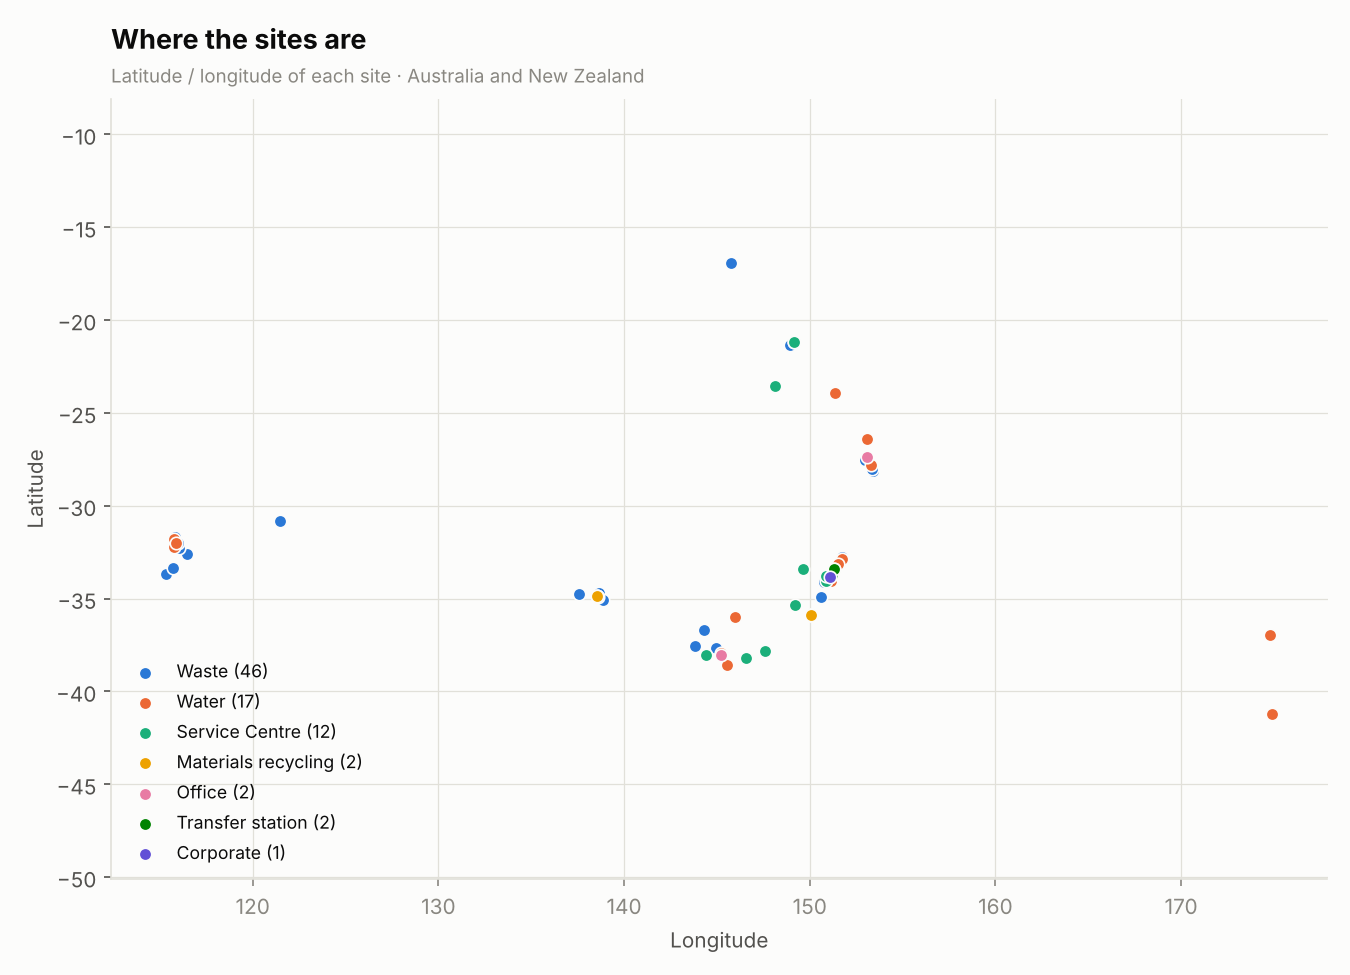 Where the sites are
Latitude / longitude of each site · Australia and New Zealand
−10
−15
−20
−25
−30
−35
−40
−45
−50
Latitude
Waste (46)
Water (17)
Service Centre (12)
Materials recycling (2)
Office (2)
Transfer station (2)
Corporate (1)
120 130 140 150 160 170
Longitude